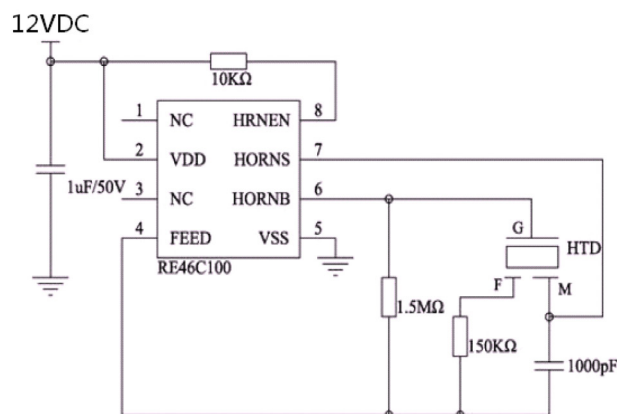 12VDC
10KΩ
1 NC HRNEN 8
2 VDD HORNS 7
1uF/50V
3 NC HORNB 6
4 FEED VSS 5
RE46C100
G
HTD
F M
1.5MΩ
150KΩ
1000pF